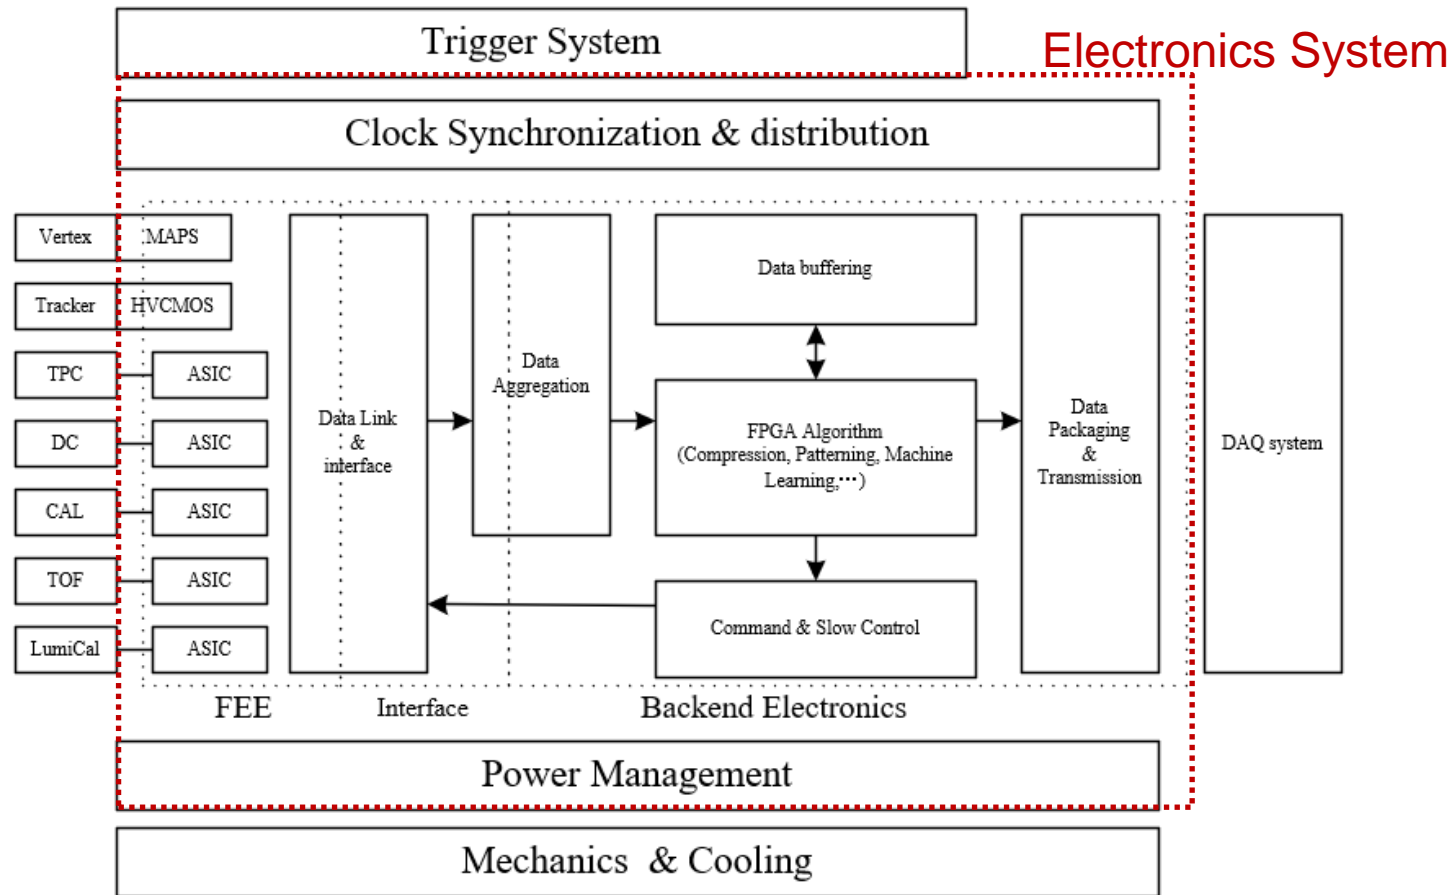 Trigger System
Electronics System
Clock Synchronization & distribution
Vertex
MAPS
Tracker
HVCMOS
TPC
ASIC
DC
ASIC
CAL
ASIC
TOF
ASIC
LumiCal
ASIC
Data Link
&
interface
Data
Aggregation
Data buffering
FPGA Algorithm
(Compression, Patterning, Machine
Learning,…)
Command & Slow Control
Data
Packaging
&
Transmission
DAQ system
FEE
Interface
Backend Electronics
Power Management
Mechanics & Cooling